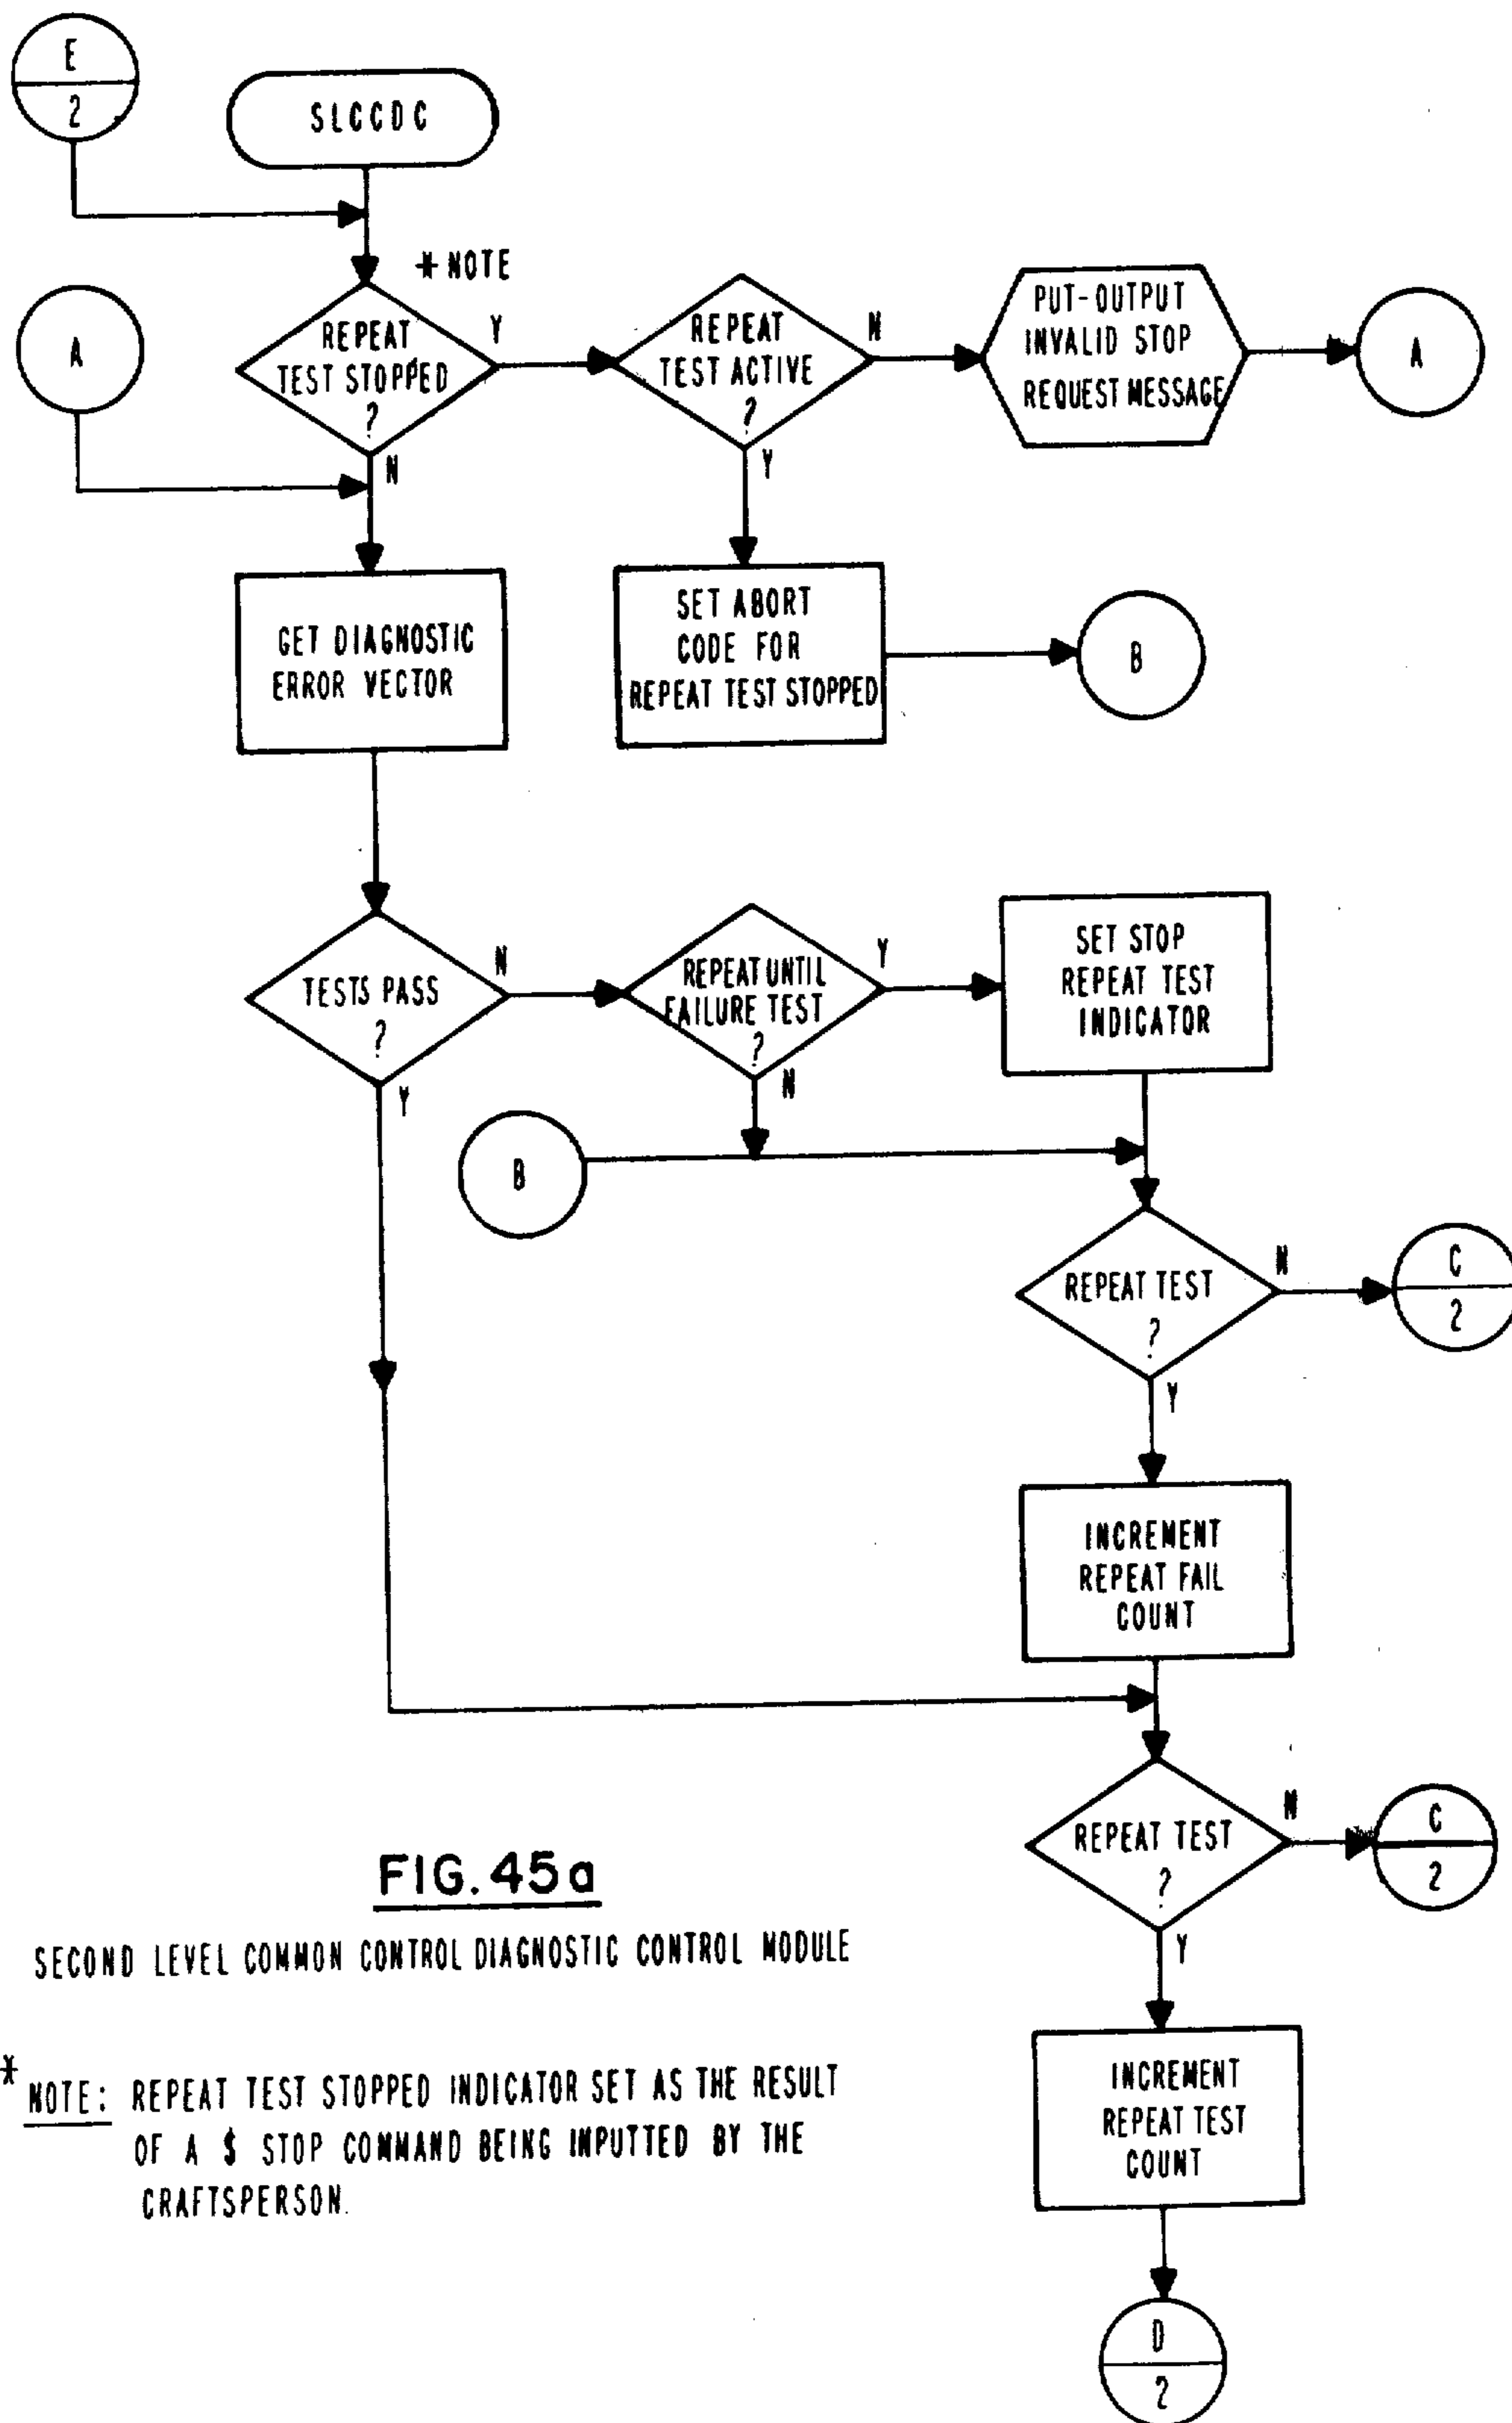 E
2
SLCCDC
* NOTE
A
REPEAT
TEST STOPPED
?
Y
N
REPEAT
TEST ACTIVE
?
N
Y
PUT-OUTPUT
INVALID STOP
REQUEST MESSAGE
A
GET DIAGNOSTIC
ERROR VECTOR
SET ABORT
CODE FOR
REPEAT TEST STOPPED
B
TESTS PASS
?
N
Y
REPEAT UNTIL
FAILURE TEST
?
Y
N
SET STOP
REPEAT TEST
INDICATOR
B
REPEAT TEST
?
N
Y
C
2
INCREMENT
REPEAT FAIL
COUNT
REPEAT TEST
?
N
Y
C
2
INCREMENT
REPEAT TEST
COUNT
D
2
FIG. 45a
SECOND LEVEL COMMON CONTROL DIAGNOSTIC CONTROL MODULE
* NOTE: REPEAT TEST STOPPED INDICATOR SET AS THE RESULT
OF A $ STOP COMMAND BEING INPUTTED BY THE
CRAFTSPERSON.